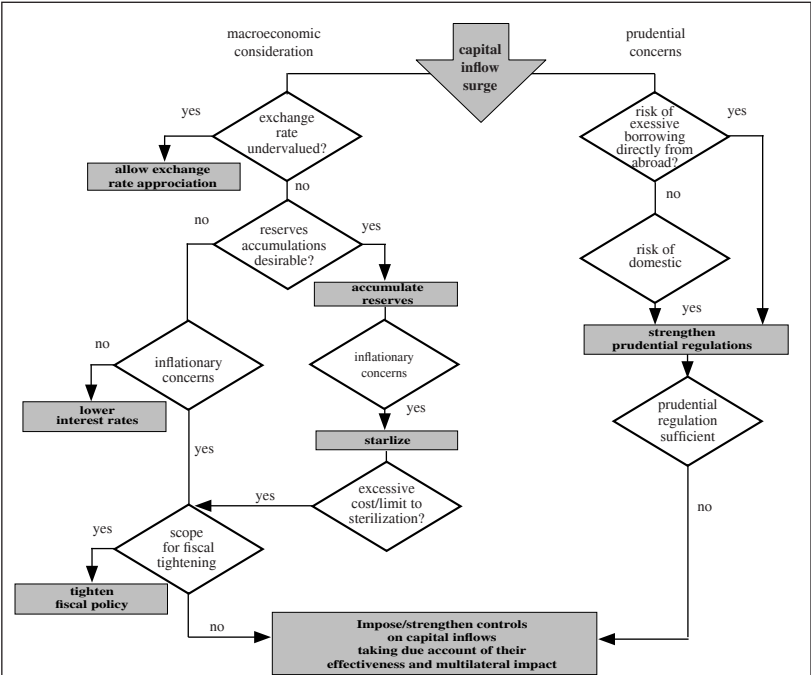 macroeconomic
consideration
capital
inflow
surge
prudential
concerns
yes
exchange
rate
undervalued?
allow exchange
rate approciation
no
risk of
exessive
borrowing
directly from
abroad?
yes
no
no
reserves
accumulations
desirable?
yes
accumulate
reserves
risk of
domestic
yes
strengthen
prudential regulations
no
inflationary
concerns
lower
interest rates
yes
inflationary
concerns
yes
starlize
prudential
regulation
sufficient
no
yes
excessive
cost/limit to
sterilization?
yes
scope
for fiscal
tightening
tighten
fiscal policy
no
Impose/strengthen controls
on capital inflows
taking due account of their
effectiveness and multilateral impact